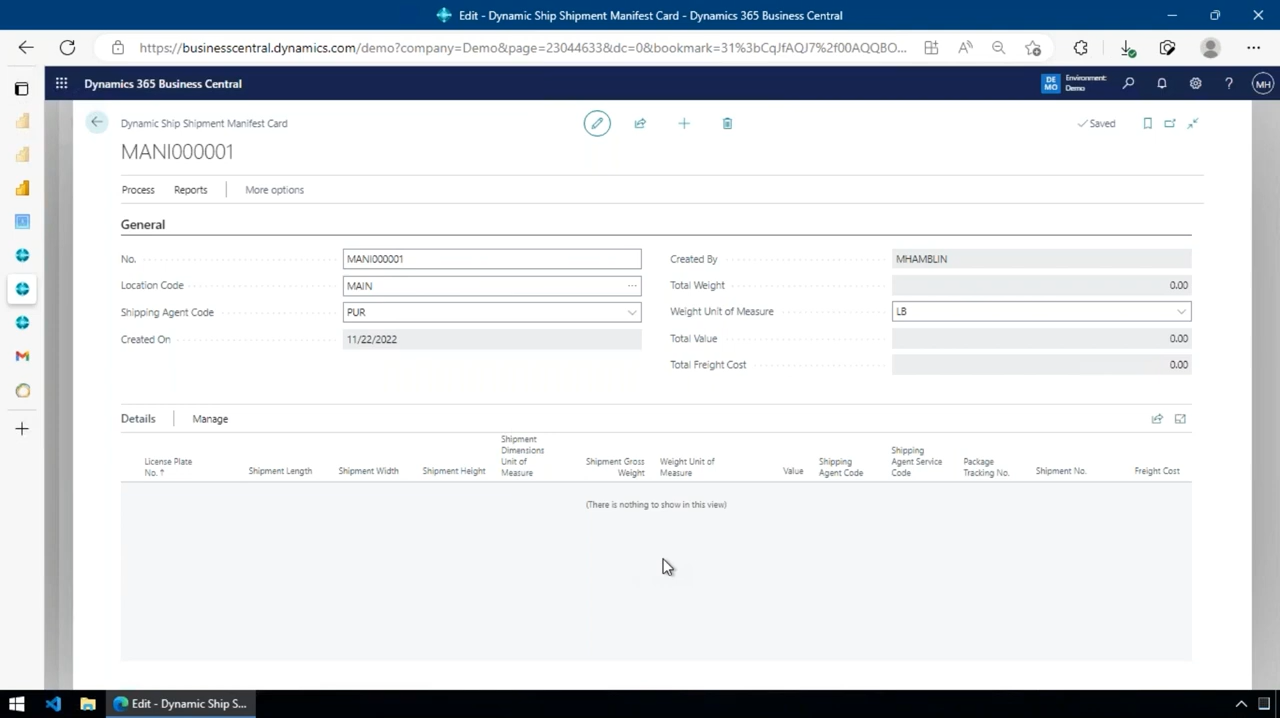 Edit - Dynamic Ship Shipment Manifest Card - Dynamics 365 Business Central
https://businesscentral.dynamics.com/demo?company=Demo&page=23044633&dc=0&bookmark=31%3bCqJfAQJ7%2f00AQQBO...
Dynamics 365 Business Central
DE
MO
Environment:
Demo
?
MH
Dynamic Ship Shipment Manifest Card
Saved
MANI000001
Process Reports More options
General
No. MANI000001
Location Code MAIN
Shipping Agent Code PUR
Created On 11/22/2022
Created By MHAMBLIN
Total Weight 0.00
Weight Unit of Measure LB
Total Value 0.00
Total Freight Cost 0.00
Details Manage
License Plate
No. ↑
Shipment Length
Shipment Width
Shipment Height
Shipment
Dimensions
Unit of
Measure
Shipment Gross
Weight
Weight Unit of
Measure
Value
Shipping
Agent Code
Shipping
Agent Service
Code
Package
Tracking No.
Shipment No.
Freight Cost
(There is nothing to show in this view)
Edit - Dynamic Ship S...